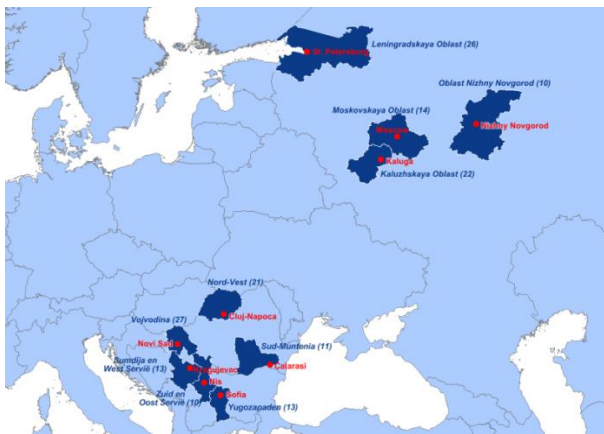 Leningradskaya Oblast (26)
St. Petersburg
Oblast Nizhny Novgorod (10)
Moskovskaya Oblast (14)
Moscow
Nizhny Novgorod
Kaluga
Kaluzhskaya Oblast (22)
Nord-Vest (21)
Cluj-Napoca
Vojvodina (27)
Novi Sad
Sud-Muntenia (11)
Calarasi
Sumdija en
West Servië (13)
Kragujevac
Nis
Zuid en
Oost Servië (10)
Sofia
Yugozapaden (13)